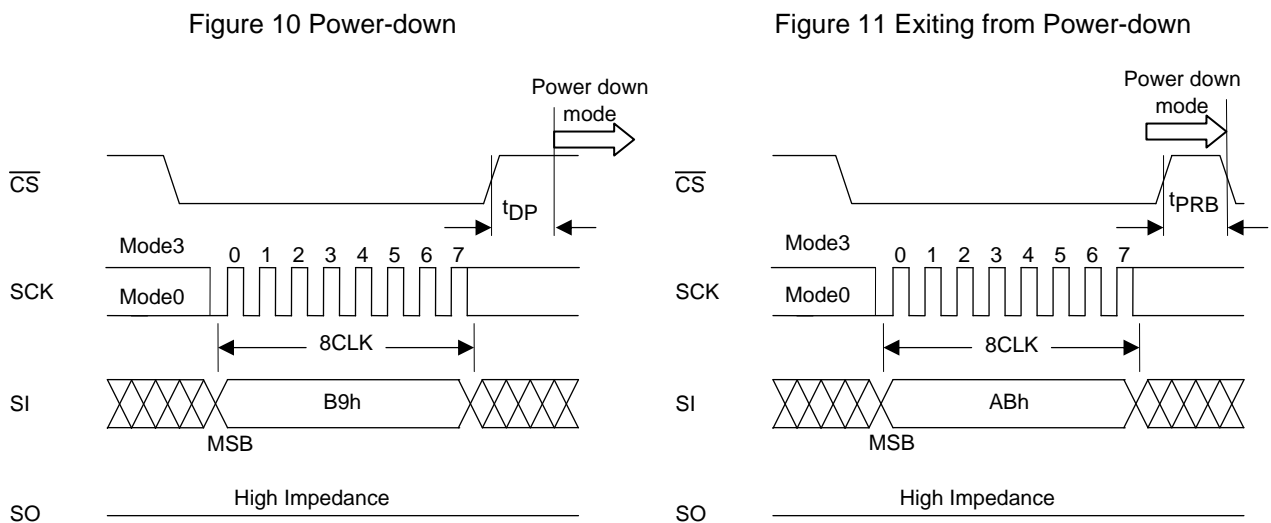 Figure 10 Power-down
Power down
mode
CS
tDP
Mode3
0 1 2 3 4 5 6 7
SCK
Mode0
8CLK
SI
B9h
MSB
High Impedance
SO
Figure 11 Exiting from Power-down
Power down
mode
CS
tPRB
Mode3
0 1 2 3 4 5 6 7
SCK
Mode0
8CLK
SI
ABh
MSB
High Impedance
SO